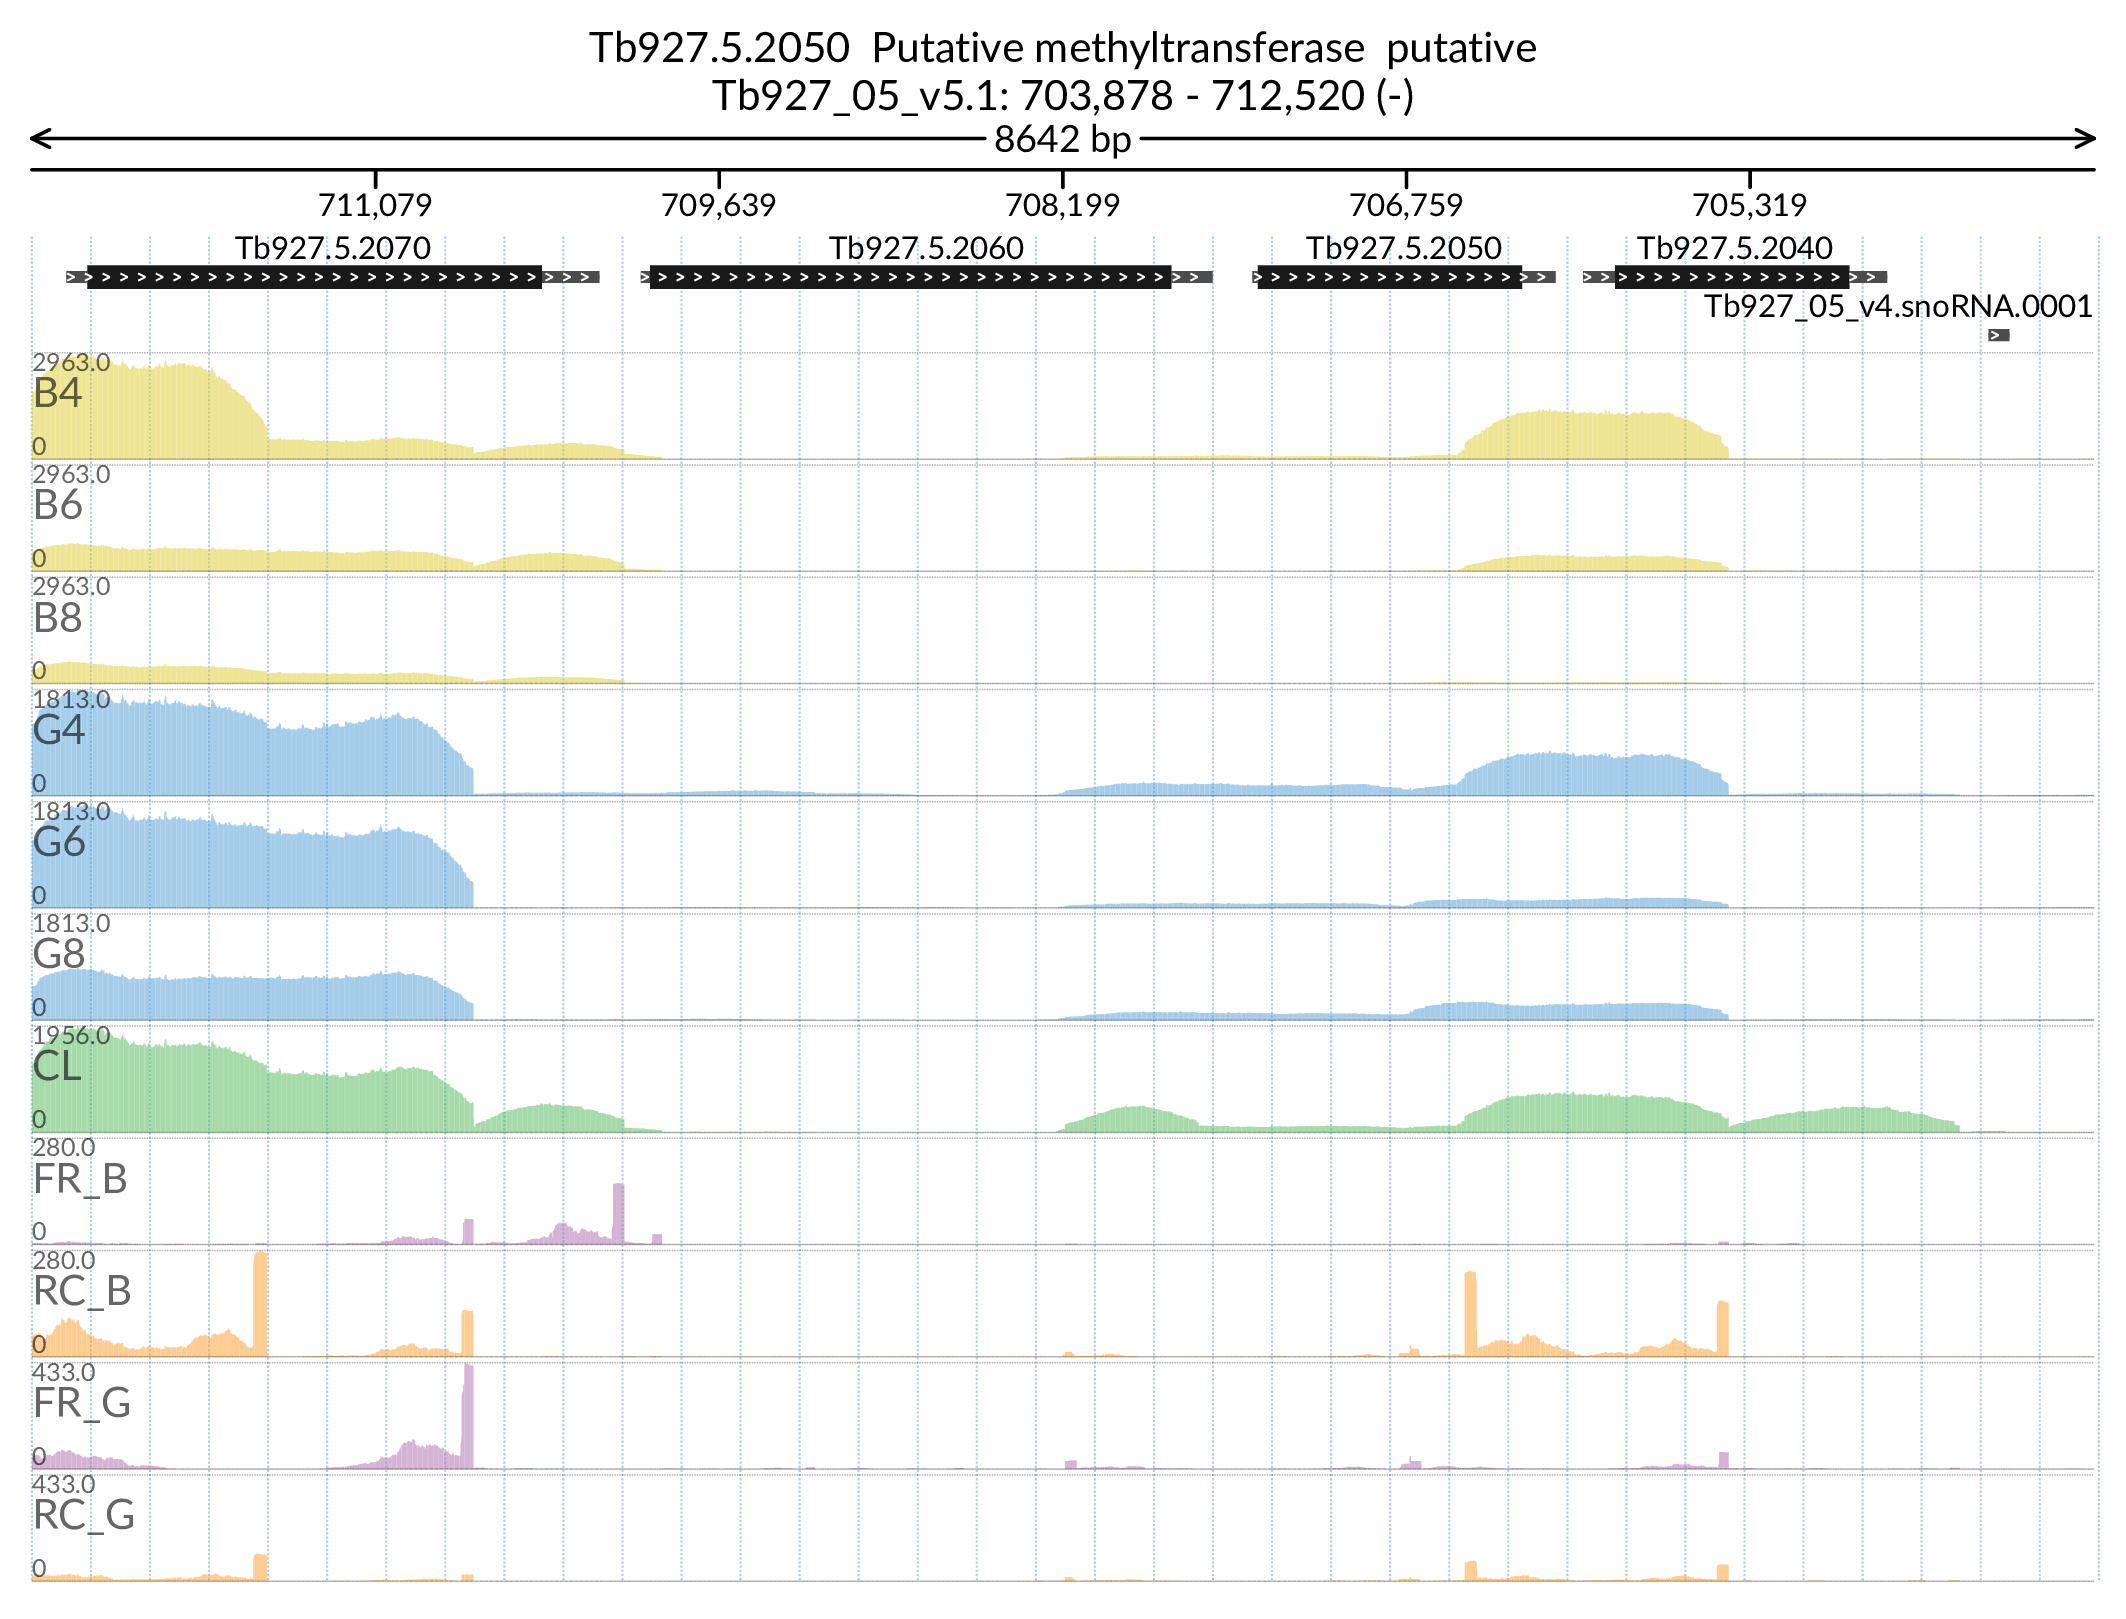 Tb927.5.2050  Putative methyltransferase  putative
Tb927_05_v5.1: 703,878 - 712,520 (-)
8642 bp
711,079 709,639 708,199 706,759 705,319
Tb927.5.2070 Tb927.5.2060 Tb927.5.2050 Tb927.5.2040
Tb927_05_v4.snoRNA.0001
2963.0
B4
0
2963.0
B6
0
2963.0
B8
0
1813.0
G4
0
1813.0
G6
0
1813.0
G8
0
1956.0
CL
0
280.0
FR_B
0
280.0
RC_B
0
433.0
FR_G
0
433.0
RC_G
0